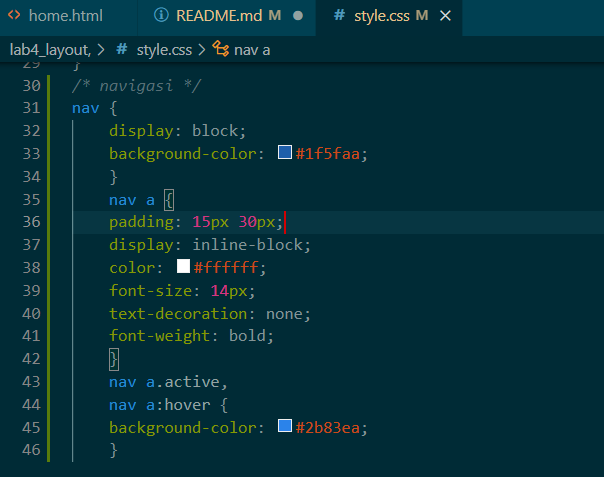 home.html README.md M style.css M
lab4_layout, > style.css > nav a
29 }
30 /* navigasi */
31 nav {
32 display: block;
33 background-color: #1f5faa;
34 }
35 nav a {
36 padding: 15px 30px;
37 display: inline-block;
38 color: #ffffff;
39 font-size: 14px;
40 text-decoration: none;
41 font-weight: bold;
42 }
43 nav a.active,
44 nav a:hover {
45 background-color: #2b83ea;
46 }